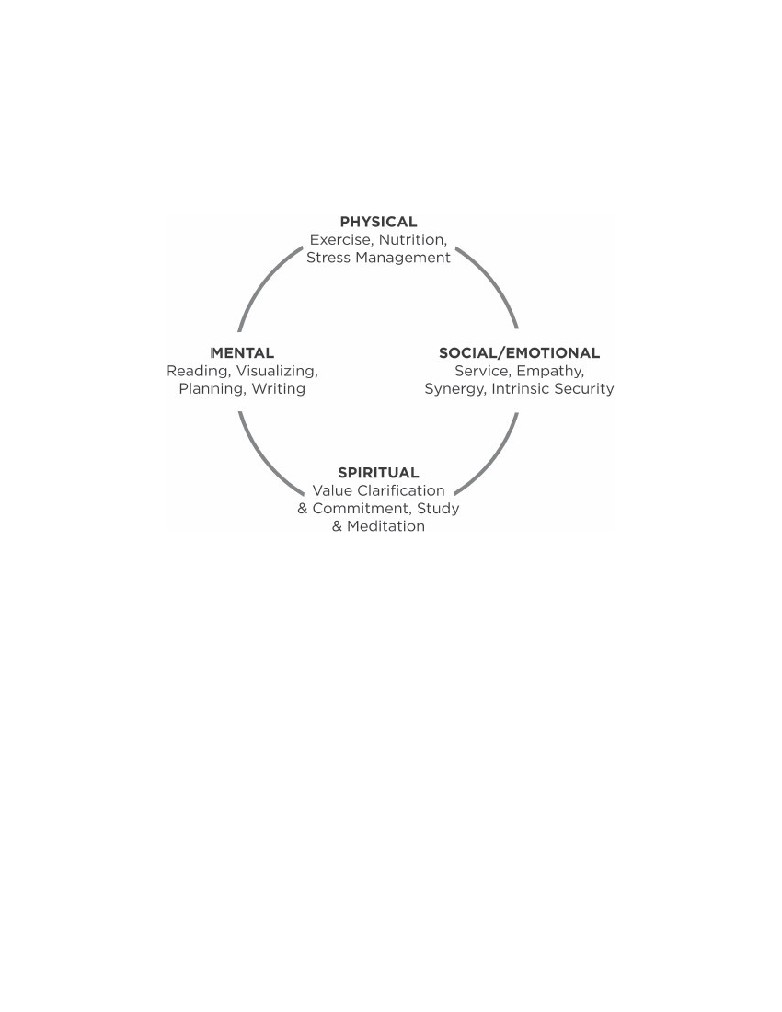 PHYSICAL
Exercise, Nutrition,
Stress Management
MENTAL
Reading, Visualizing,
Planning, Writing
SOCIAL/EMOTIONAL
Service, Empathy,
Synergy, Intrinsic Security
SPIRITUAL
Value Clarification
& Commitment, Study
& Meditation